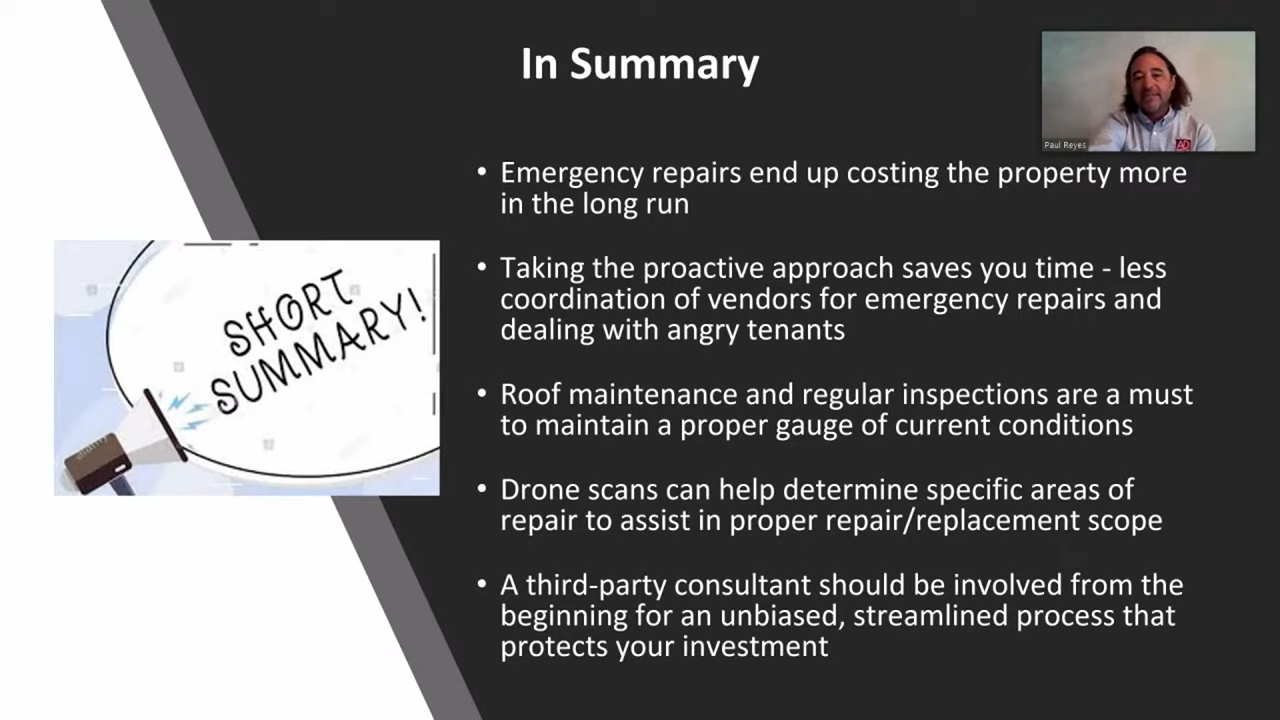 In Summary
AD
Paul Reyes
• Emergency repairs end up costing the property more
in the long run
• Taking the proactive approach saves you time - less
coordination of vendors for emergency repairs and
dealing with angry tenants
SHORT
SUMMARY!
• Roof maintenance and regular inspections are a must
to maintain a proper gauge of current conditions
• Drone scans can help determine specific areas of
repair to assist in proper repair/replacement scope
• A third-party consultant should be involved from the
beginning for an unbiased, streamlined process that
protects your investment